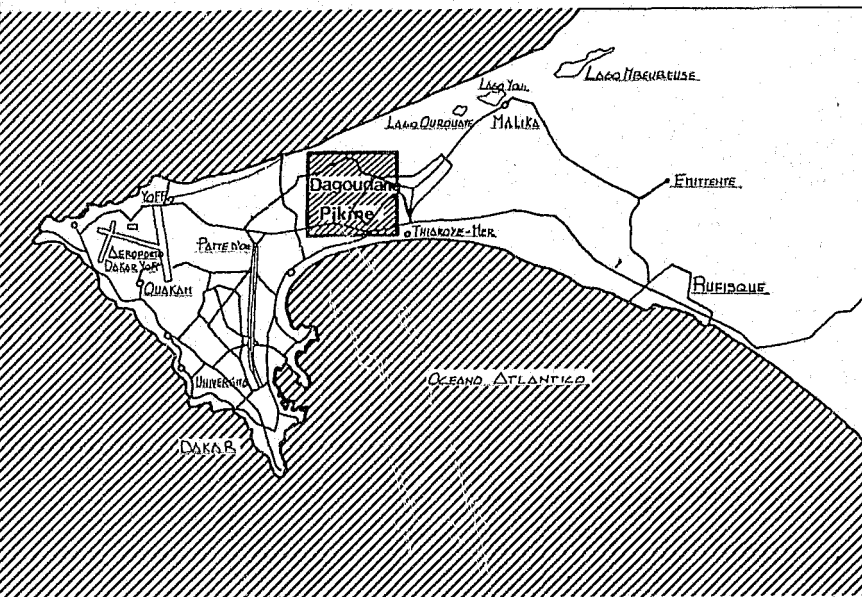 Lago Mbeureuse
Lago Youi
Lago Ourouaye
Malika
Dagoudane
Pikine
Emittente
Yoff
Thiaroye-Mer
Patte d'Oie
Aeroporto
Dakar Yoff
Ouakam
Rufisque
Oceano Atlantico
Università
Dakar